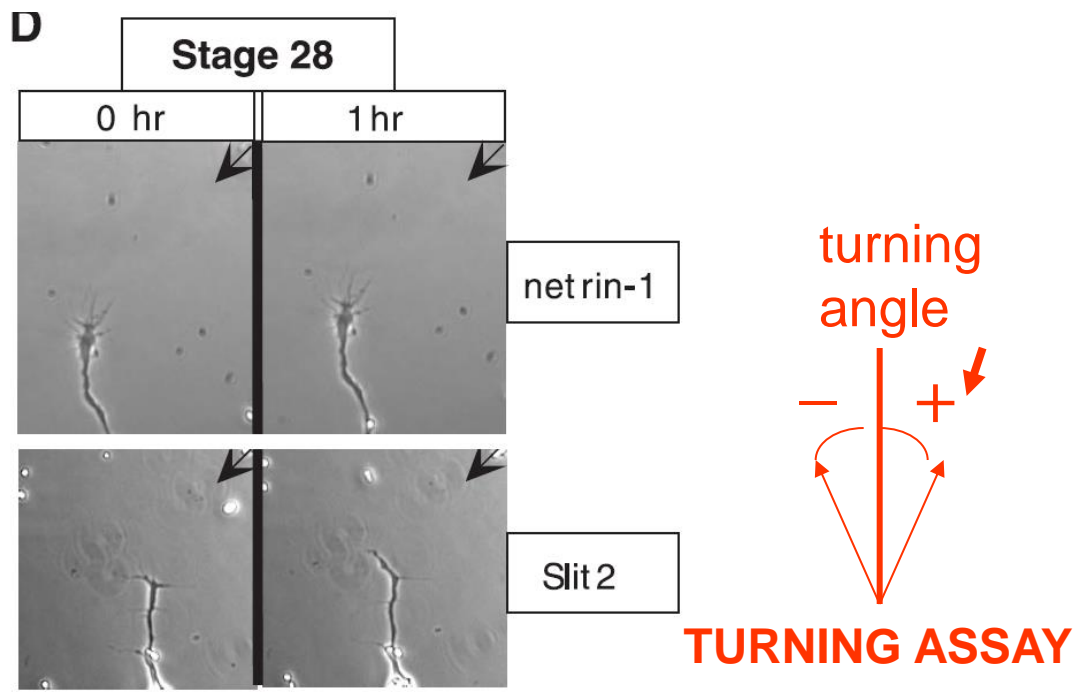 D
Stage 28
0 hr
1 hr
netrin-1
Slit2
turning
angle
– +
TURNING ASSAY